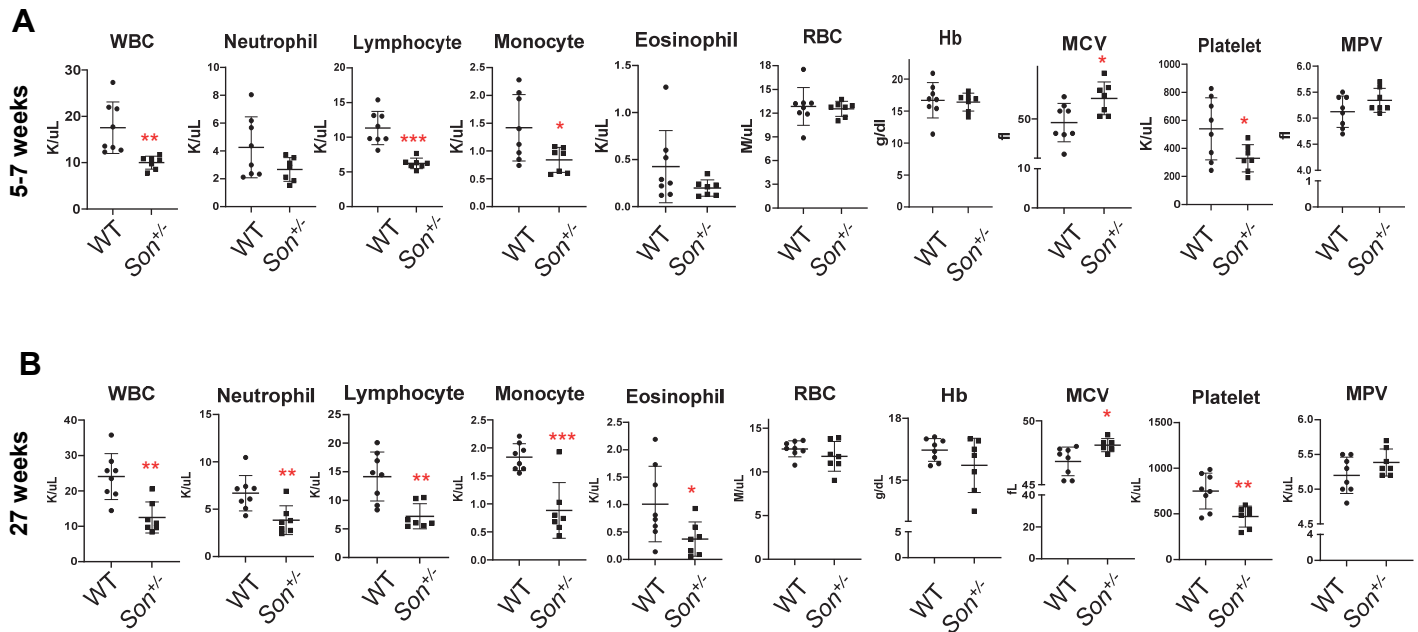 A
5-7 weeks
WBC
30
20
10
0
K/uL
**
WT
Son+/-
Neutrophil
10
8
6
4
2
0
K/uL
WT
Son+/-
Lymphocyte
20
15
10
5
0
K/uL
***
WT
Son+/-
Monocyte
2.5
2.0
1.5
1.0
0.5
0.0
K/uL
*
WT
Son+/-
Eosinophil
1.5
1.0
0.5
0.0
K/uL
WT
Son+/-
RBC
18
15
12
9
6
3
0
M/uL
WT
Son+/-
Hb
20
15
10
5
0
g/dl
WT
Son+/-
MCV
*
50
10
0
fl
WT
Son+/-
Platelet
1000
800
600
400
200
0
K/uL
*
WT
Son+/-
MPV
6.0
5.5
5.0
4.5
4.0
1
0
fl
WT
Son+/-
B
27 weeks
WBC
40
30
20
10
0
K/uL
**
WT
Son+/-
Neutrophil
15
10
5
0
K/uL
**
WT
Son+/-
Lymphocyte
25
20
15
10
5
0
K/uL
**
WT
Son+/-
Monocyte
2.5
2.0
1.5
1.0
0.5
0.0
K/uL
***
WT
Son+/-
Eosinophil
2.5
2.0
1.5
1.0
0.5
0.0
K/uL
*
WT
Son+/-
RBC
15
10
5
0
M/uL
WT
Son+/-
Hb
18
15
5
0
g/dL
WT
Son+/-
MCV
*
50
45
40
20
0
fL
WT
Son+/-
Platelet
1500
1000
500
0
K/uL
**
WT
Son+/-
MPV
6.0
5.5
5.0
4.5
4
0
K/uL
WT
Son+/-